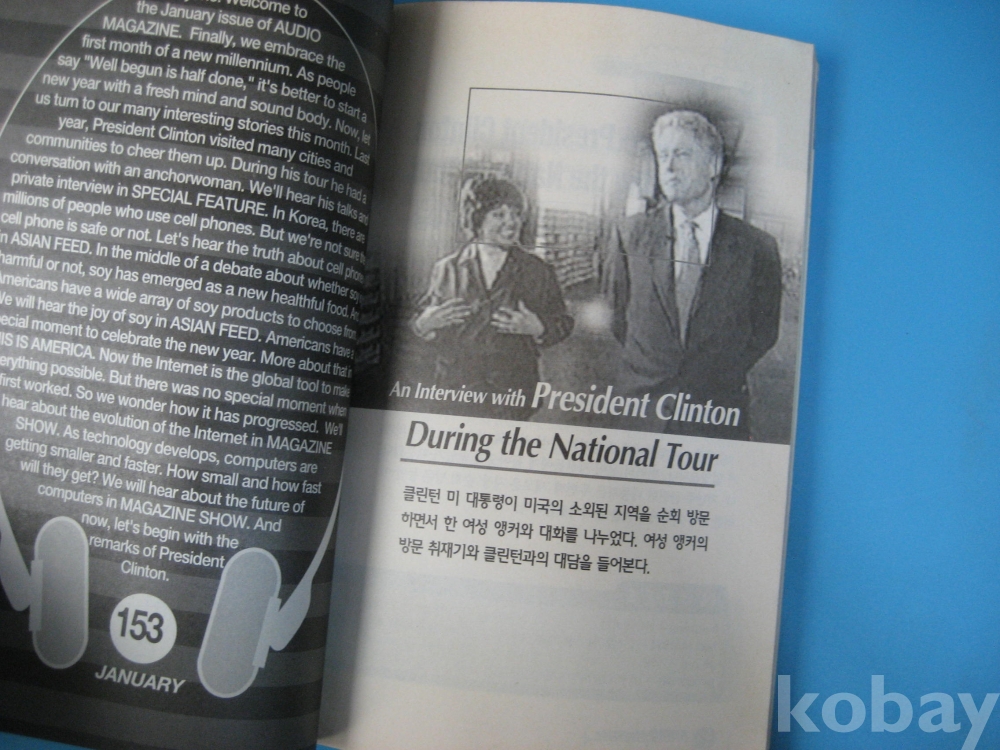 Welcome to
the January issue of AUDIO
MAGAZINE. Finally, we embrace the
first month of a new millennium. As people
say "Well begun is half done," it's better to start a
new year with a fresh mind and sound body. Now, let
us turn to our many interesting stories this month. Last
year, President Clinton visited many cities and
communities to cheer them up. During his tour he had a
conversation with an anchorwoman. We'll hear his talks and
private interview in SPECIAL FEATURE. In Korea, there are
millions of people who use cell phones. But we're not sure the
cell phone is safe or not. Let's hear the truth about cell phone
in ASIAN FEED. In the middle of a debate about whether soy
harmful or not, soy has emerged as a new healthful food.
Americans have a wide array of soy products to choose from.
We will hear the joy of soy in ASIAN FEED. Americans have a
special moment to celebrate the new year. More about that in
THIS IS AMERICA. Now the Internet is the global tool to make
everything possible. But there was no special moment when
first worked. So we wonder how it has progressed. We'll
hear about the evolution of the Internet in MAGAZINE
SHOW. As technology develops, computers are
getting smaller and faster. How small and how fast
will they get? We will hear about the future of
computers in MAGAZINE SHOW. And
now, let's begin with the
remarks of President
Clinton.
153
JANUARY
An Interview with President Clinton
During the National Tour
클린턴 미 대통령이 미국의 소외된 지역을 순회 방문
하면서 한 여성 앵커와 대화를 나누었다. 여성 앵커의
방문 취재기와 클린턴과의 대담을 들어본다.
kobay